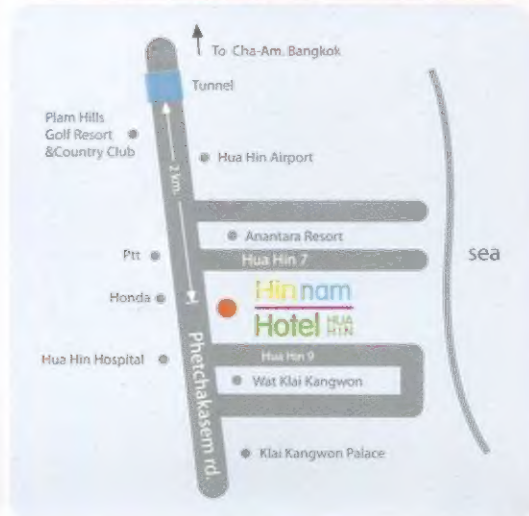 To Cha-Am. Bangkok
Tunnel
Plam Hills
Golf Resort
&Country Club
Hua Hin Airport
2 km.
Anantara Resort
Ptt
Hua Hin 7
sea
Honda
Hin nam
Hotel HUA
HIN
Hua Hin Hospital
Hua Hin 9
Wat Klai Kangwon
Phetchakasem rd.
Klai Kangwon Palace